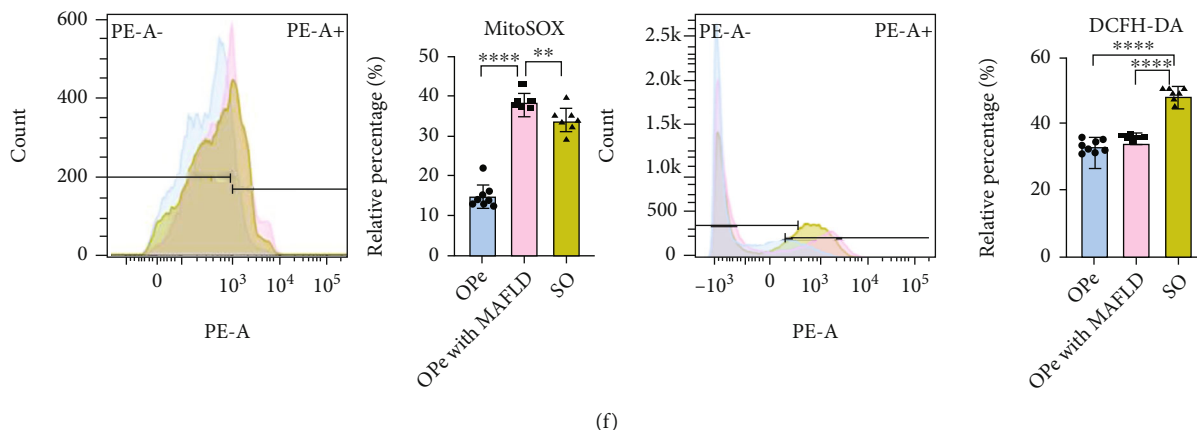 600
400
200
0
Count
PE-A-
PE-A+
0
10³
10⁴
10⁵
PE-A
MitoSOX
Relative percentage (%)
50
40
30
20
10
0
****
**
OPe
OPe with MAFLD
SO
2.5k
2.0k
1.5k
1.0k
500
0
Count
PE-A-
PE-A+
–10³
0
10³
10⁴
10⁵
PE-A
DCFH-DA
Relative percentage (%)
60
40
20
0
****
****
OPe
OPe with MAFLD
SO
(f)